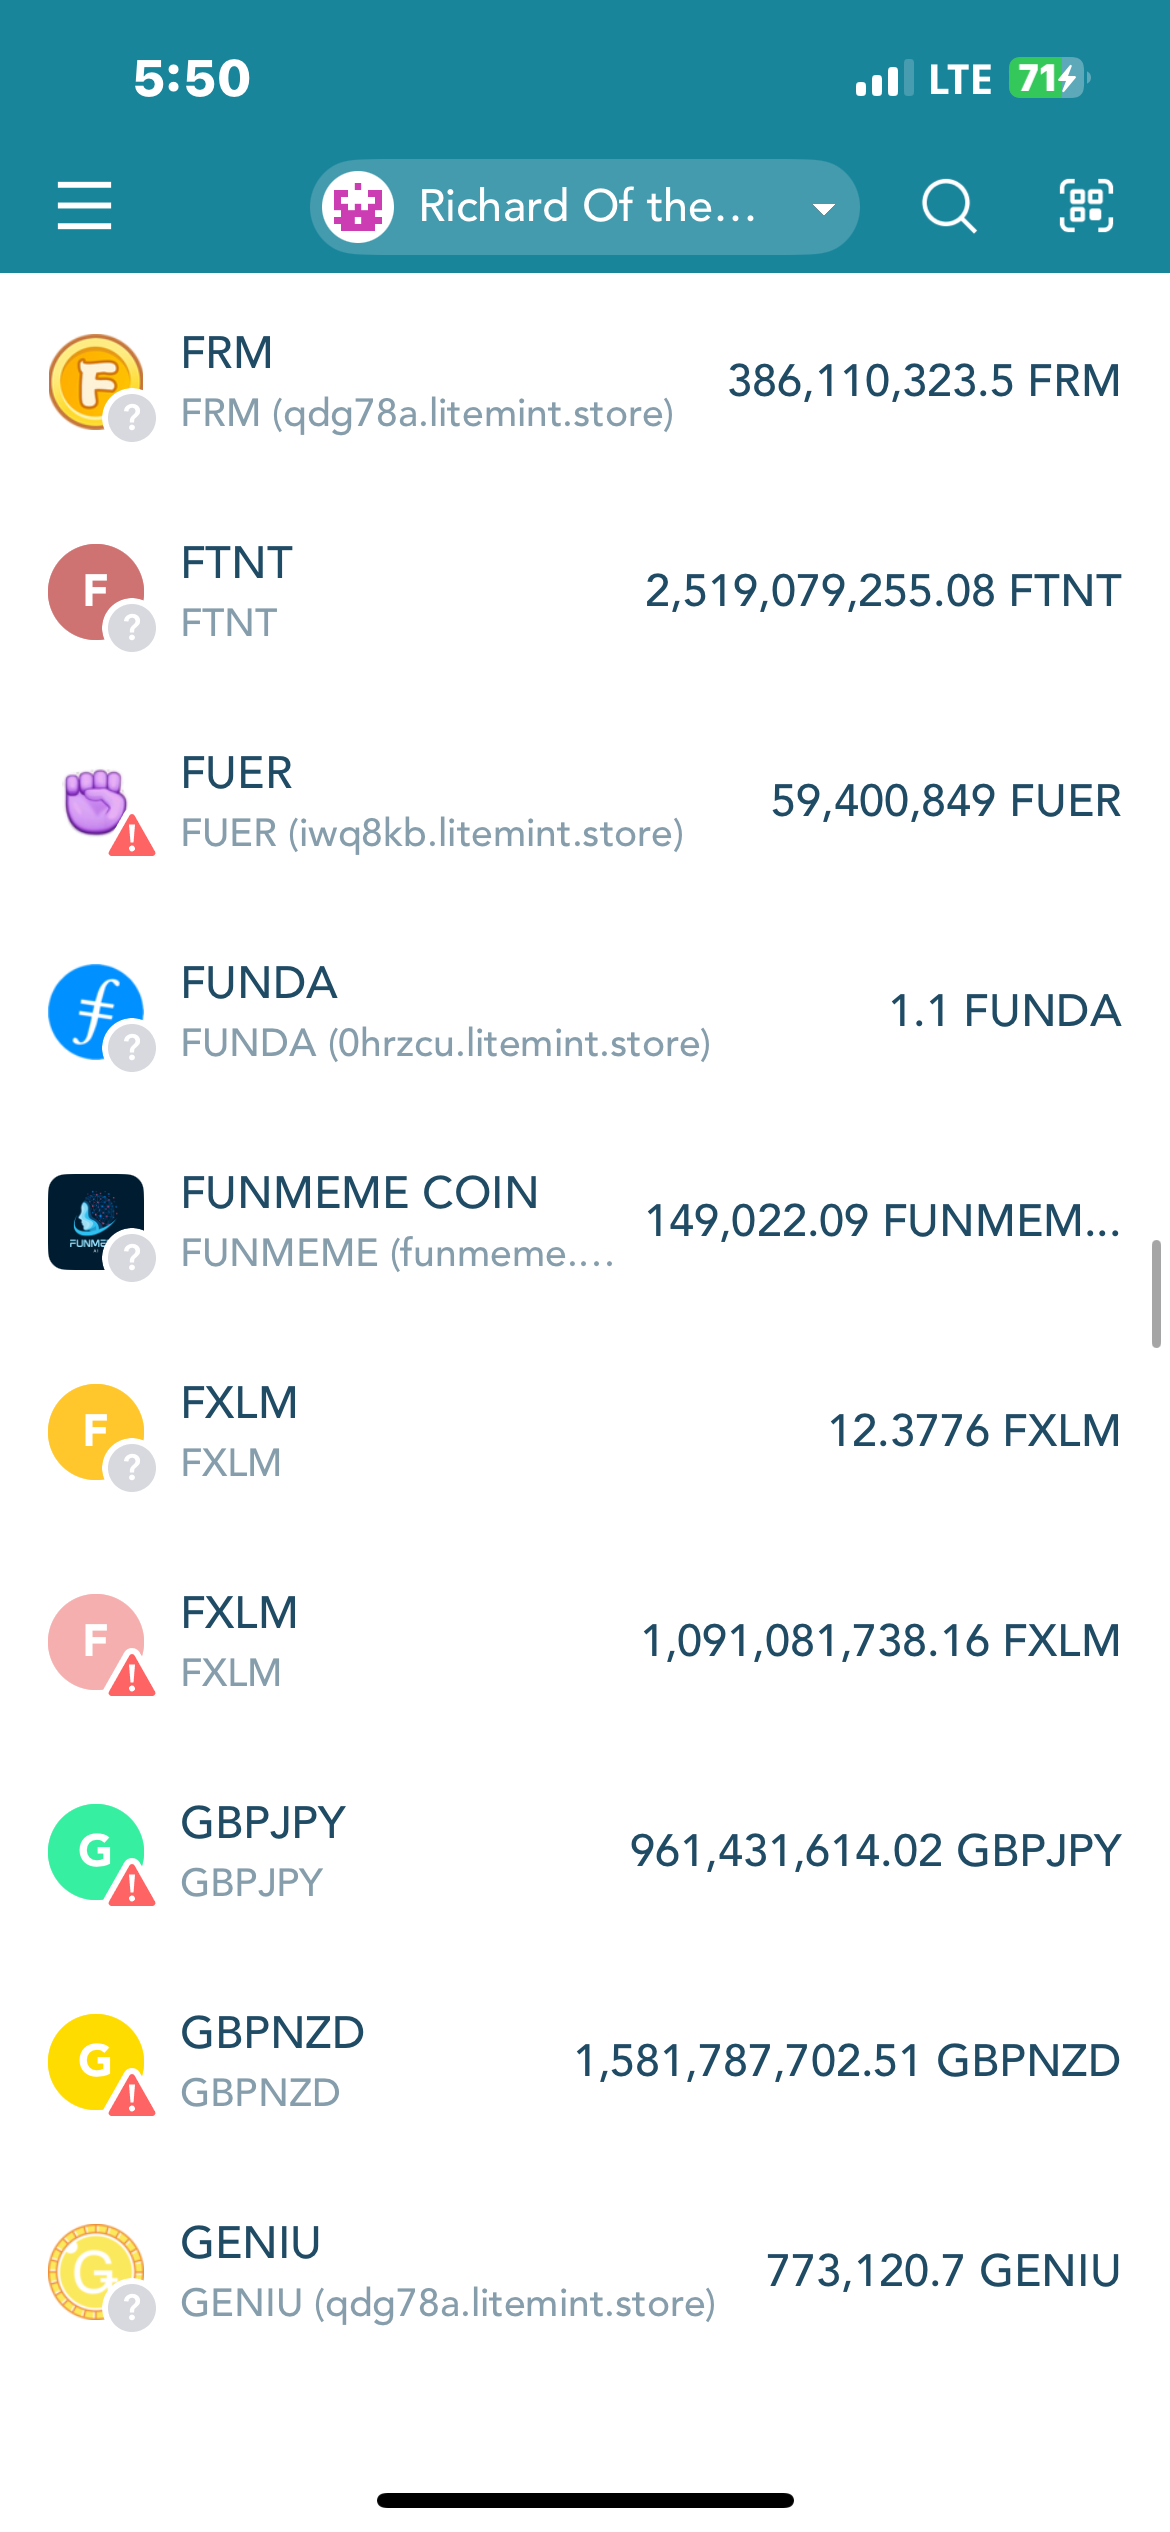 5:50
LTE 71
Richard Of the...
FRM
386,110,323.5 FRM
FRM (qdg78a.litemint.store)
F
FTNT
2,519,079,255.08 FTNT
FTNT
FUER
59,400,849 FUER
FUER (iwq8kb.litemint.store)
FUNDA
1.1 FUNDA
FUNDA (0hrzcu.litemint.store)
FUNMEME COIN
149,022.09 FUNMEM...
FUNMEME (funmeme....
F
FXLM
12.3776 FXLM
FXLM
F
FXLM
1,091,081,738.16 FXLM
FXLM
G
GBPJPY
961,431,614.02 GBPJPY
GBPJPY
G
GBPNZD
1,581,787,702.51 GBPNZD
GBPNZD
G
GENIU
773,120.7 GENIU
GENIU (qdg78a.litemint.store)